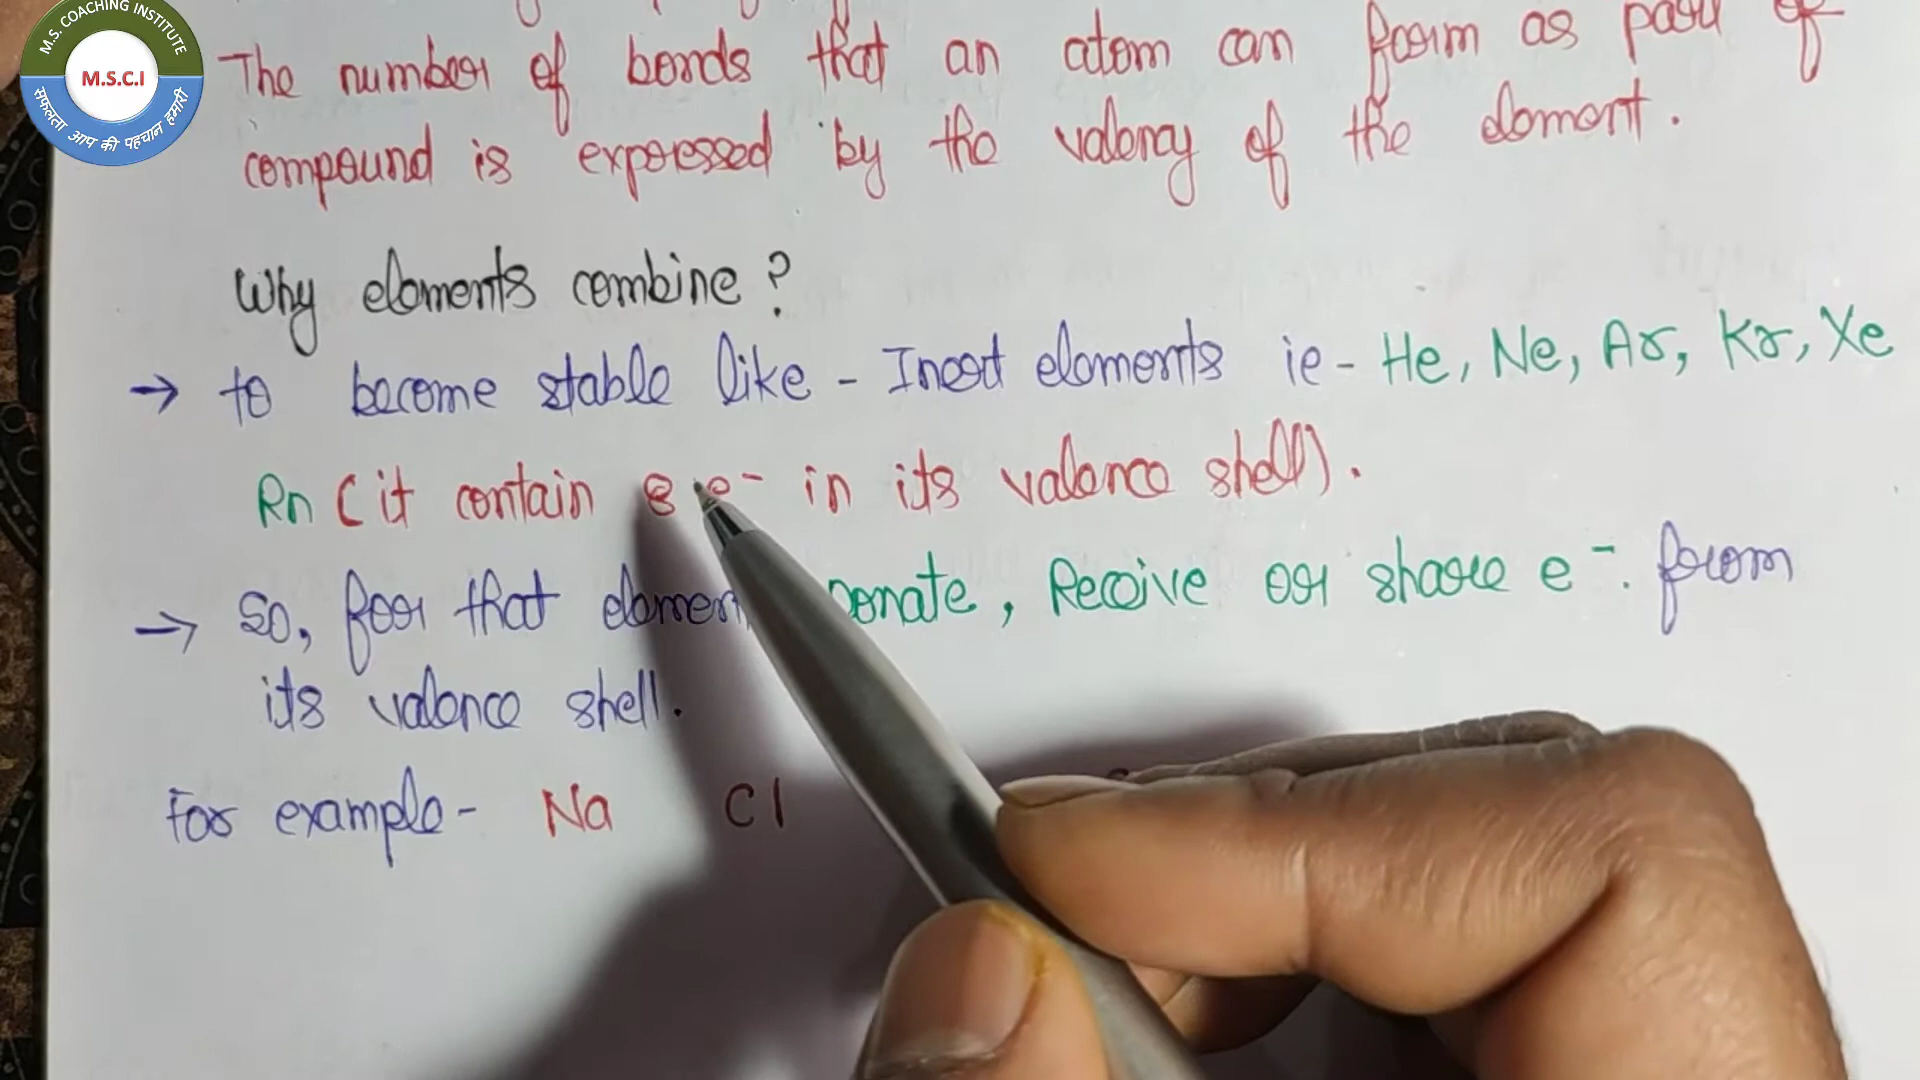 M.S. COACHING INSTITUTE
M.S.C.I
सफलता आप की पहचान हमारी
The number of bonds that an atom can form as part of
compound is expressed by the valency of the element.
Why elements combine?
→ to become stable like - Inert elements ie - He, Ne, Ar, Kr, Xe
Rn (it contain 8 e⁻ in its valence shell).
→ So, for that element Donate, Receive or share e⁻. from
its valence shell.
For example - Na Cl